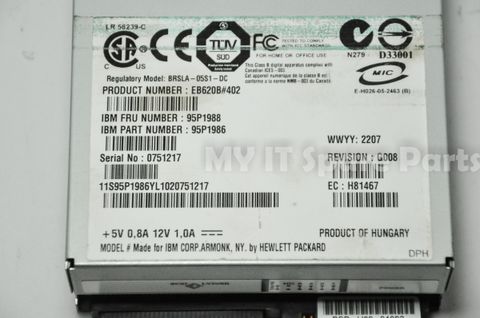 LR 56239-C
C US
TUV
SUD
FC
TESTED TO COMPLY
WITH FCC STANDARDS
FOR HOME OR OFFICE USE
N279
D33001
MIC
E-H026-05-2463 (B)
This Class B digital apparatus complies with
Canadian ICES-003.
Cet appareil numérique de la classe B est
conforme à la norme NMB-003 du Canada.
Regulatory Model: BRSLA-05S1-DC
PRODUCT NUMBER : EB620B#402
IBM FRU NUMBER : 95P1988
IBM PART NUMBER : 95P1986
WWYY: 2207
Serial No : 0751217
REVISION : G008
MY IT Spare Parts
11S95P1986YL1020751217
EC : H81467
+5V 0,8A 12V 1,0A
PRODUCT OF HUNGARY
MODEL # Made for IBM CORP.ARMONK, NY. by HEWLETT PACKARD
DPH